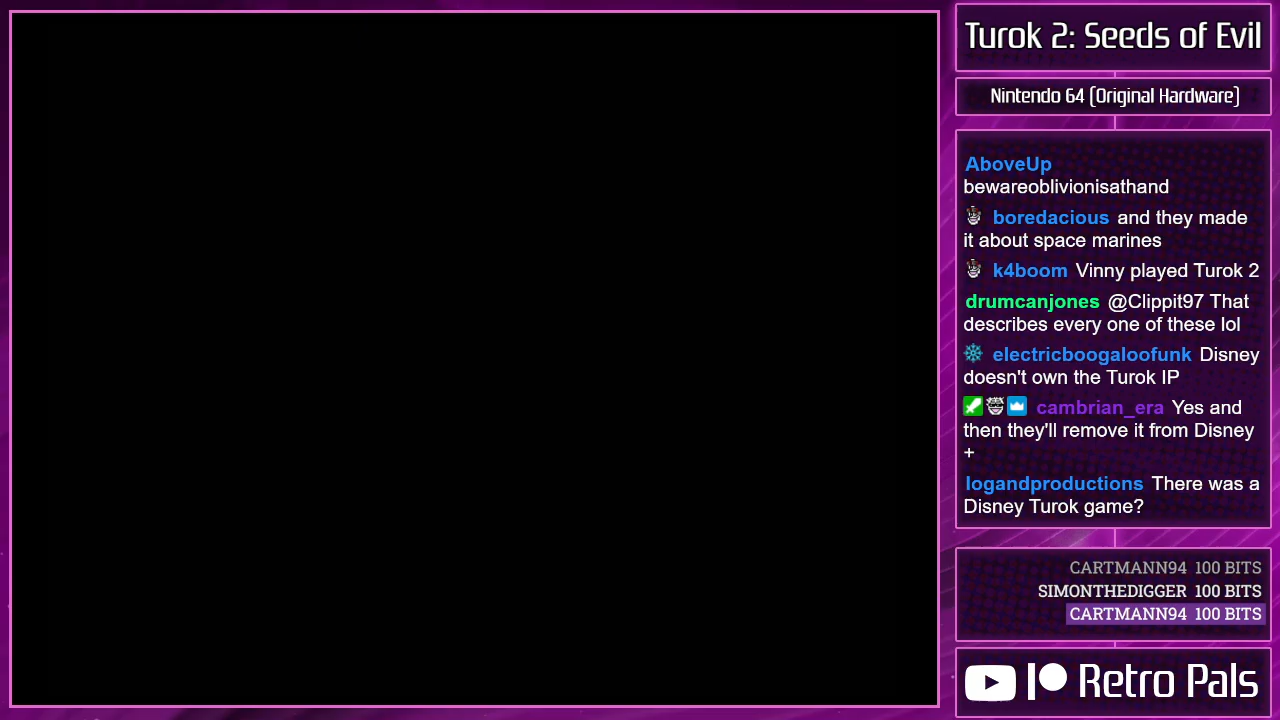 Turok 2: Seeds of Evil
Nintendo 64 (Original Hardware)
AboveUp
bewareoblivionisathand
boredacious and they made
it about space marines
k4boom Vinny played Turok 2
drumcanjones @Clippit97 That
describes every one of these lol
electricboogaloofunk Disney
doesn't own the Turok IP
cambrian_era Yes and
then they'll remove it from Disney
+
logandproductions There was a
Disney Turok game?
CARTMANN94 100 BITS
SIMONTHEDIGGER 100 BITS
CARTMANN94 100 BITS
Retro Pals